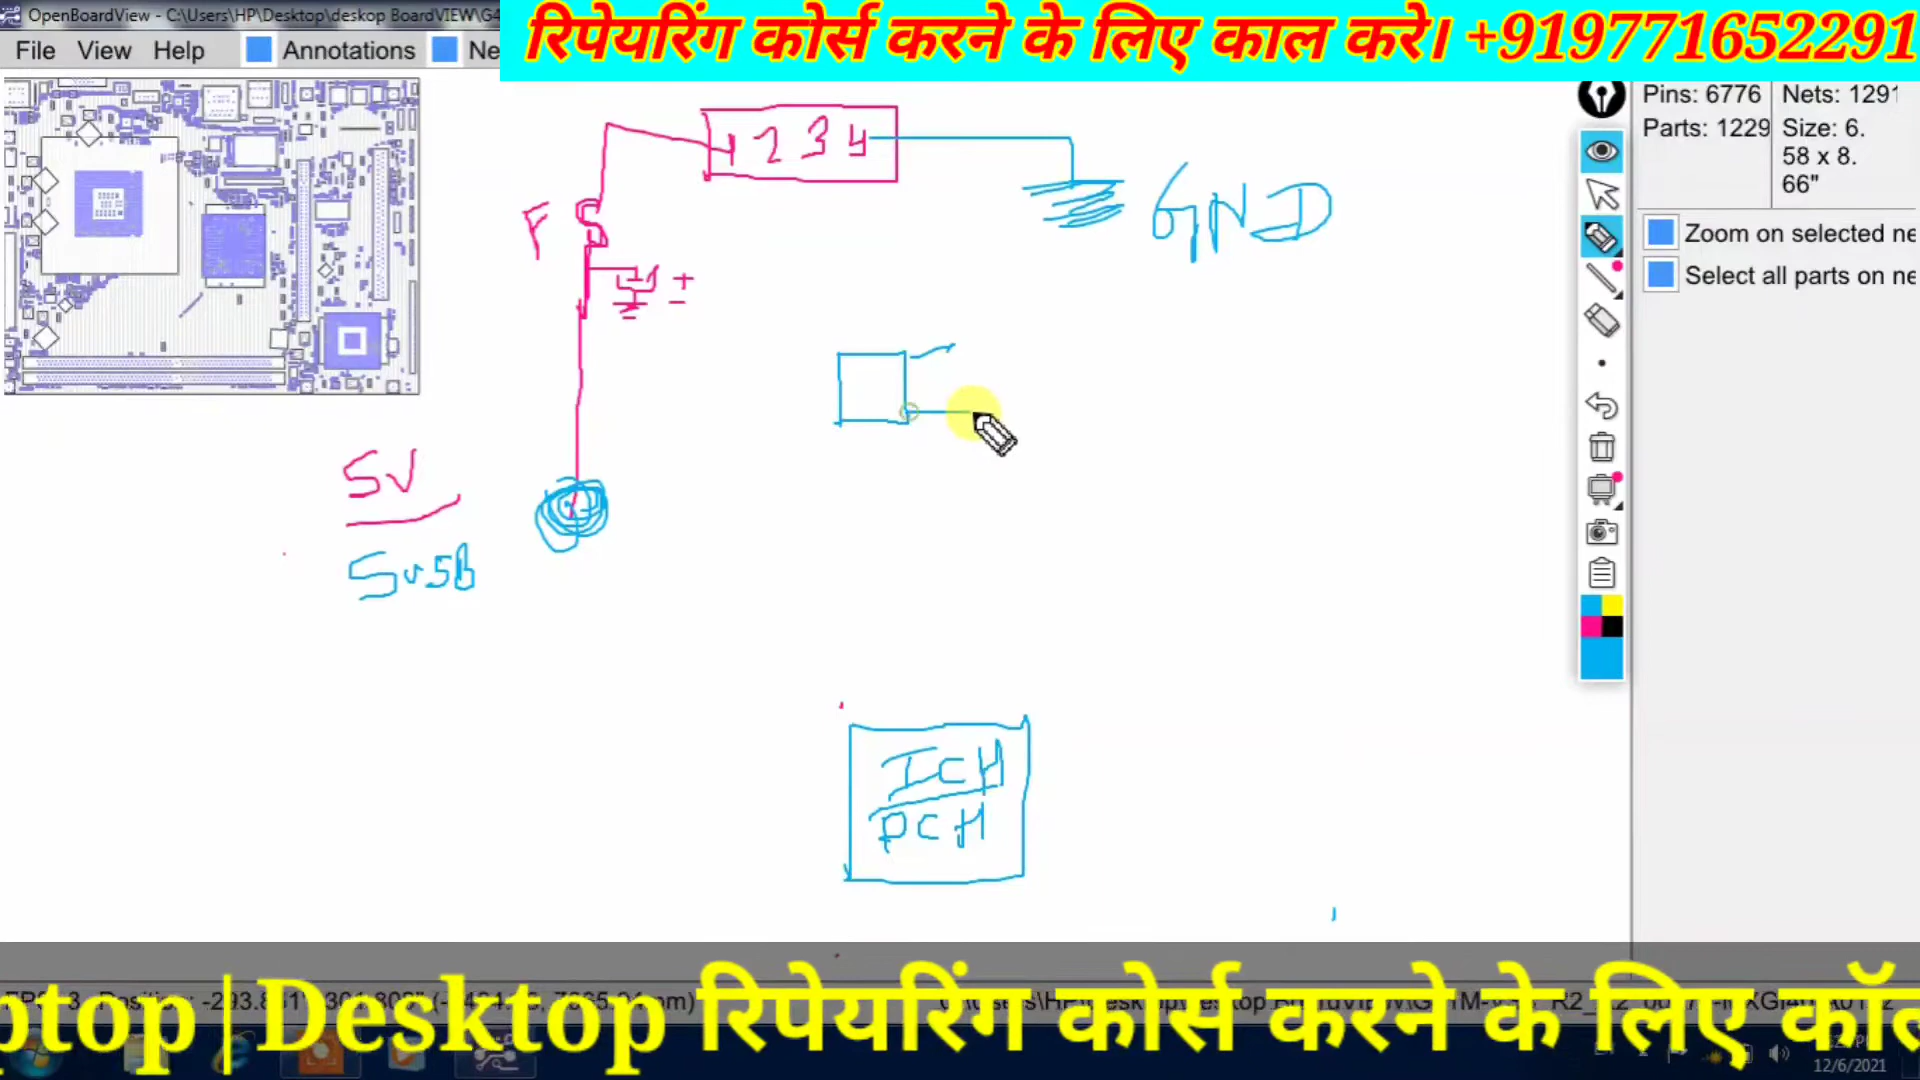 OpenBoardView - C:\Users\HP\Desktop\deskop BoardVIEW\G4
रिपेयरिंग कोर्स करने के लिए काल करे। +919771652291
File View Help Annotations Ne
Pins: 6776 Nets: 1291
Parts: 1229 Size: 6.
58 x 8.
66"
Zoom on selected ne
Select all parts on ne
1 2 3 4
GND
F
+
-
5V
5VSB
ICH
PCH
ptop | Desktop रिपेयरिंग कोर्स करने के लिए कॉल
12/6/2021